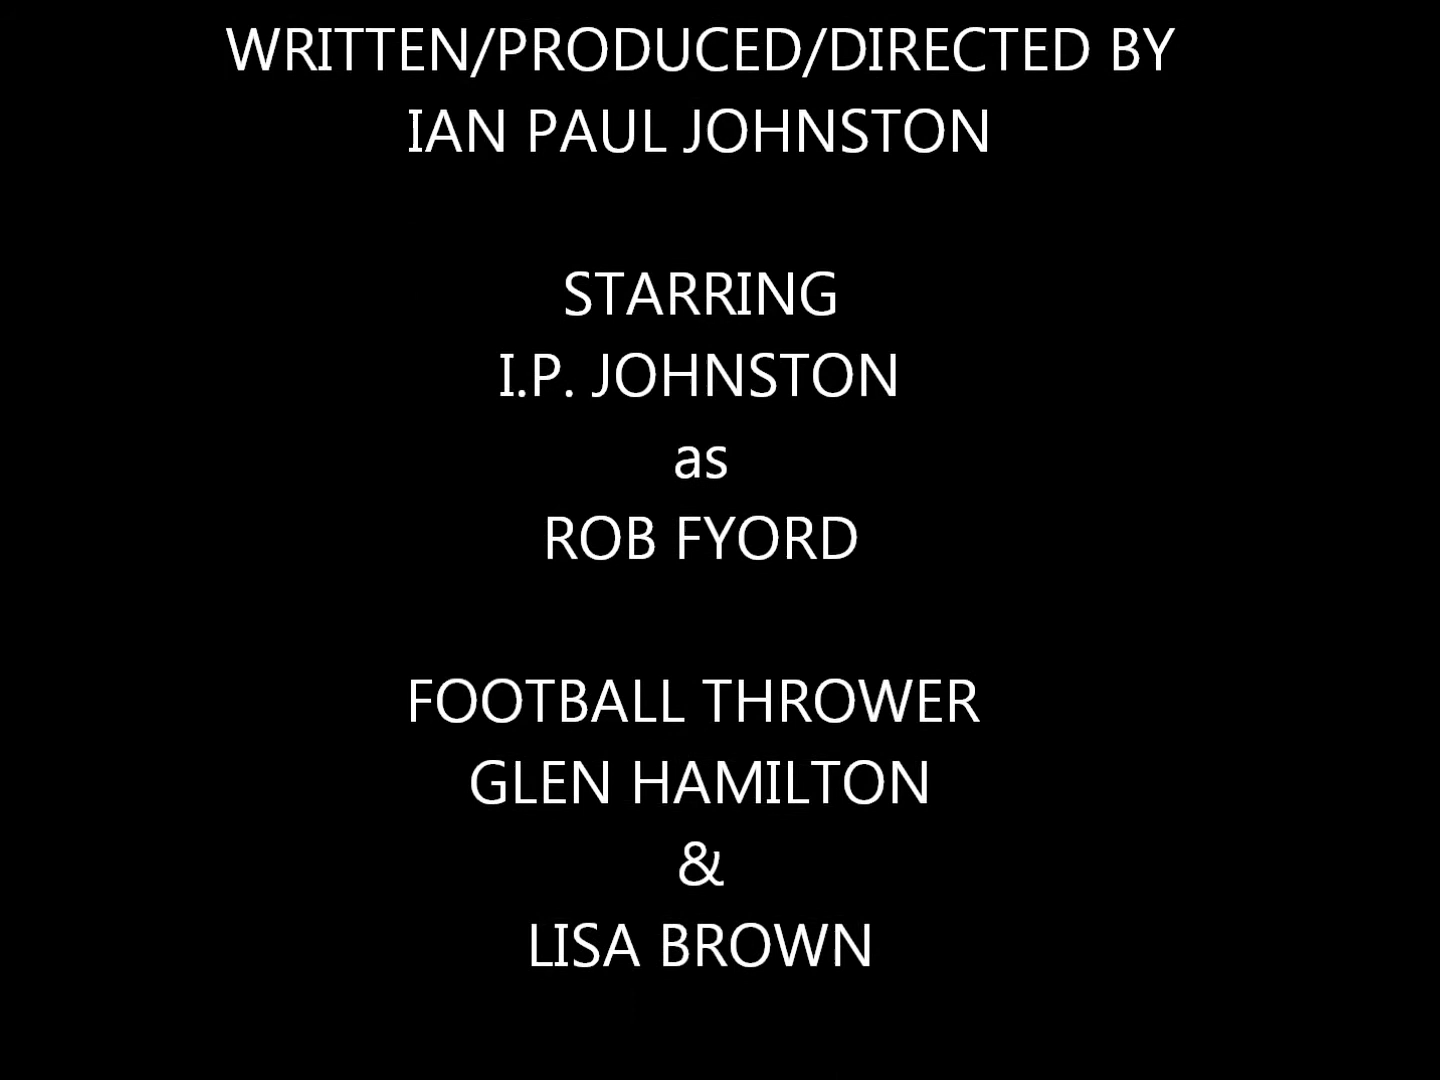 WRITTEN/PRODUCED/DIRECTED BY
IAN PAUL JOHNSTON
STARRING
I.P. JOHNSTON
as
ROB FYORD
FOOTBALL THROWER
GLEN HAMILTON
&
LISA BROWN